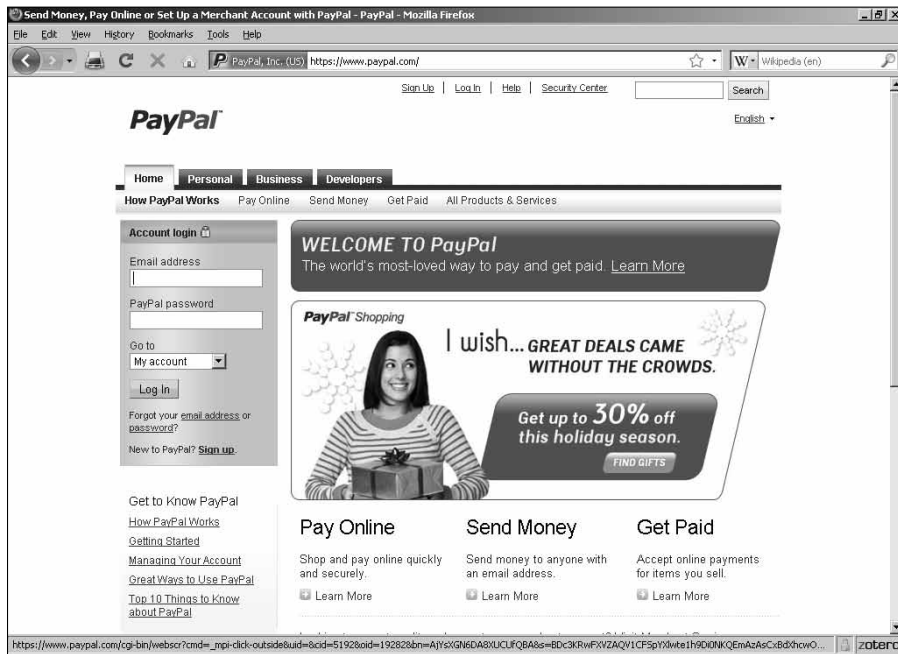 Send Money, Pay Online or Set Up a Merchant Account with PayPal - PayPal - Mozilla Firefox
File Edit View History Bookmarks Tools Help
PayPal, Inc. (US) https://www.paypal.com/ W Wikipedia (en)
Sign Up | Log In | Help | Security Center Search
PayPal™
English
Home Personal Business Developers
How PayPal Works Pay Online Send Money Get Paid All Products & Services
Account login
Email address
PayPal password
Go to
My account
Log In
Forgot your email address or
password?
New to PayPal? Sign up.
WELCOME TO PayPal
The world's most-loved way to pay and get paid. Learn More
PayPal™ Shopping
I wish... GREAT DEALS CAME
WITHOUT THE CROWDS.
Get up to 30% off
this holiday season.
FIND GIFTS
Get to Know PayPal
How PayPal Works
Getting Started
Managing Your Account
Great Ways to Use PayPal
Top 10 Things to Know
about PayPal
Pay Online
Shop and pay online quickly
and securely.
Learn More
Send Money
Send money to anyone with
an email address.
Learn More
Get Paid
Accept online payments
for items you sell.
Learn More
zotero